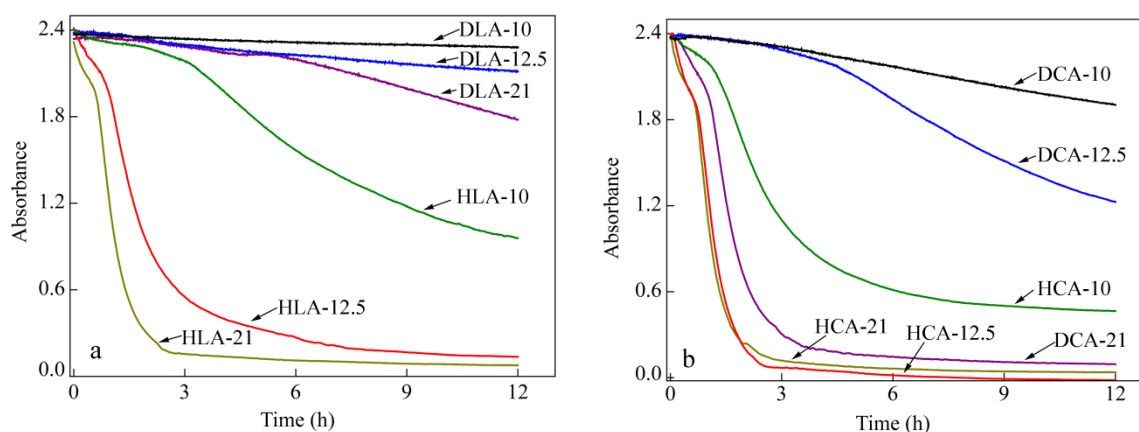 2.4
1.8
1.2
0.6
0.0
Absorbance
DLA-10
DLA-12.5
DLA-21
HLA-10
HLA-12.5
HLA-21
a
0
3
6
9
12
Time (h)
2.4
1.8
1.2
0.6
0.0
Absorbance
DCA-10
DCA-12.5
HCA-10
HCA-21
HCA-12.5
DCA-21
b
0
3
6
9
12
Time (h)